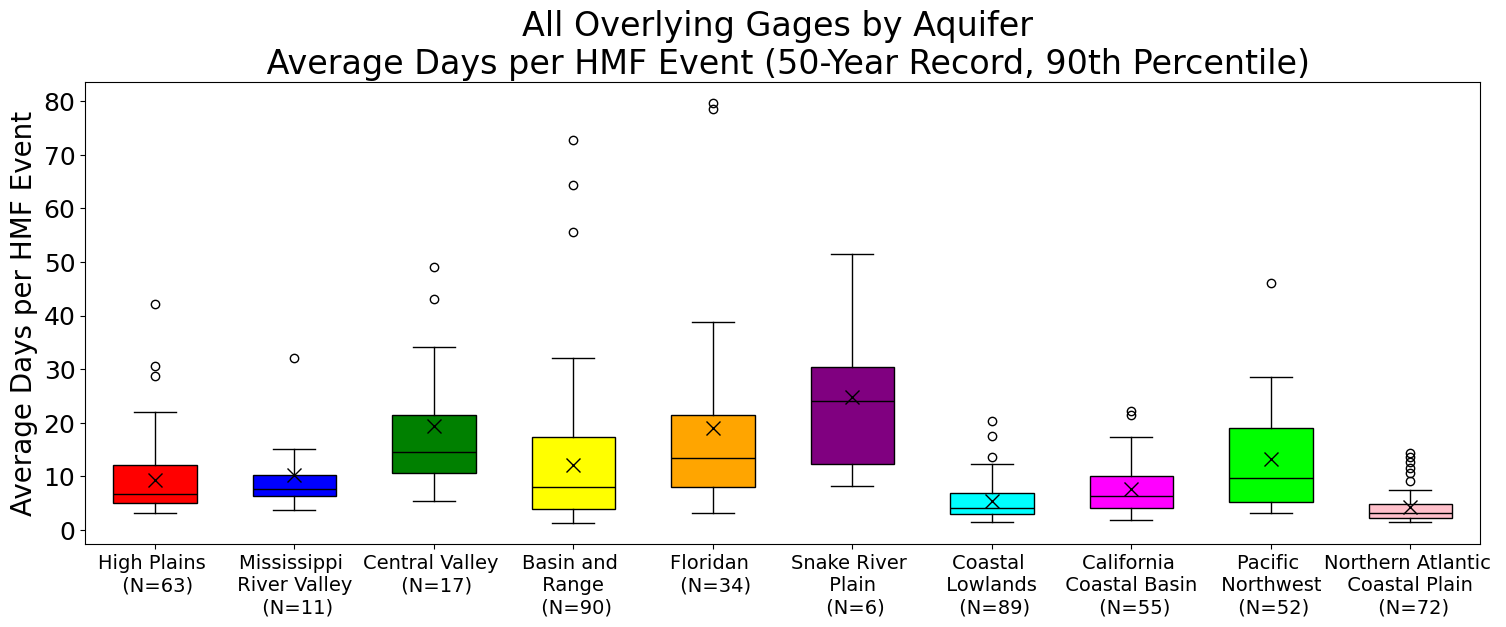 All Overlying Gages by Aquifer
Average Days per HMF Event (50-Year Record, 90th Percentile)
Average Days per HMF Event
80
70
60
50
40
30
20
10
0
High Plains
(N=63)
Mississippi
River Valley
(N=11)
Central Valley
(N=17)
Basin and
Range
(N=90)
Floridan
(N=34)
Snake River
Plain
(N=6)
Coastal
Lowlands
(N=89)
California
Coastal Basin
(N=55)
Pacific
Northwest
(N=52)
Northern Atlantic
Coastal Plain
(N=72)